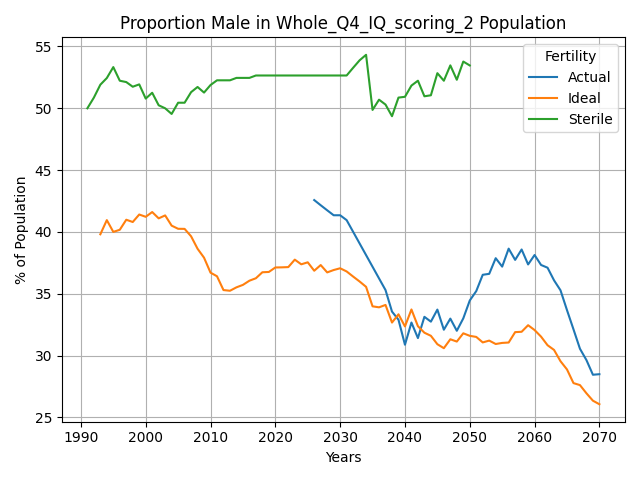 Proportion Male in Whole_Q4_IQ_scoring_2 Population
% of Population
55
50
45
40
35
30
25
Fertility
Actual
Ideal
Sterile
1990 2000 2010 2020 2030 2040 2050 2060 2070
Years